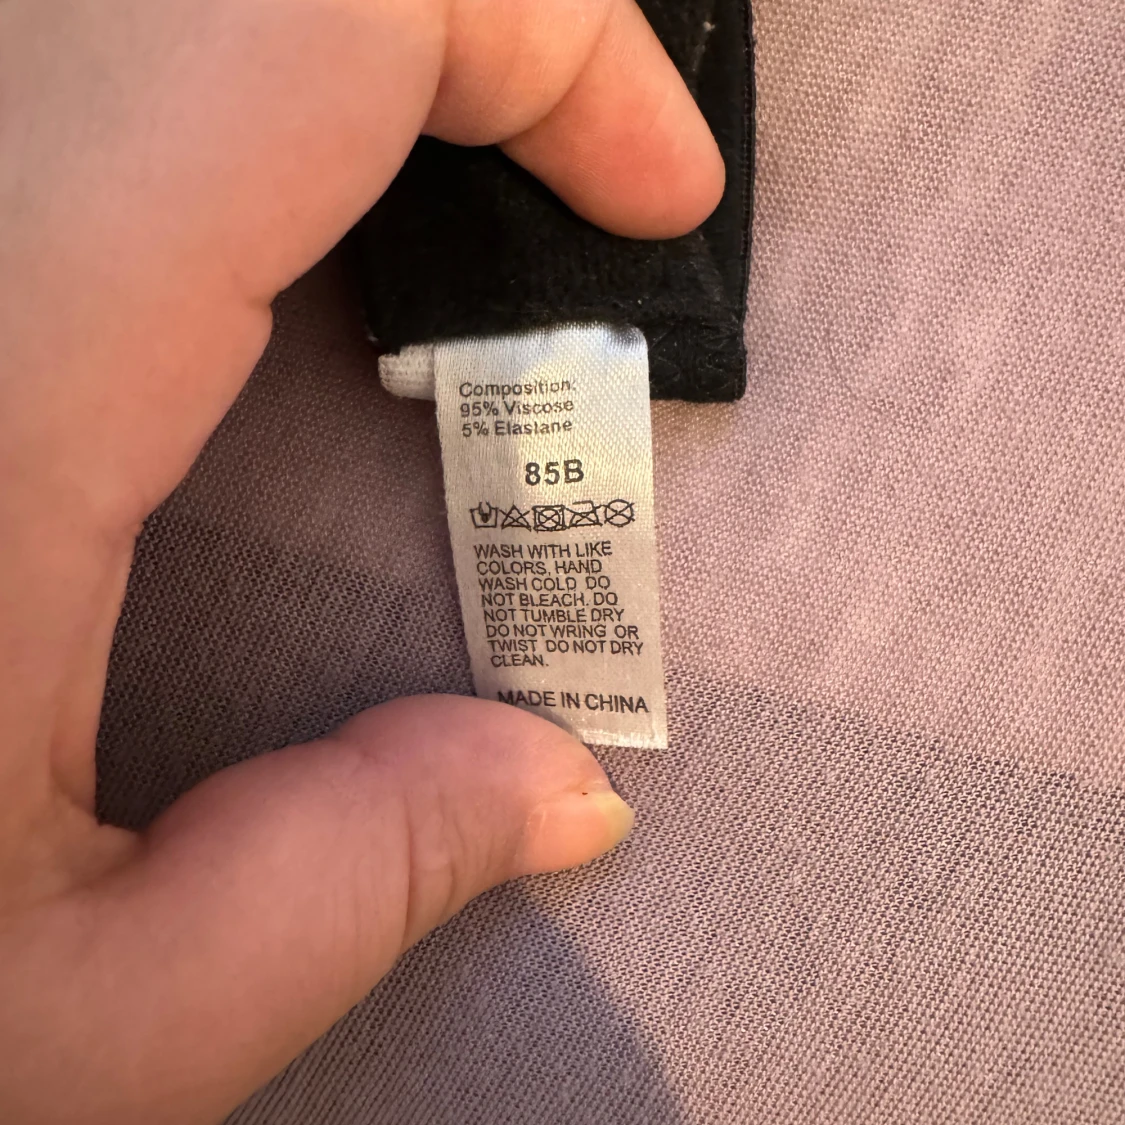 Composition:
95% Viscose
5% Elastane
85B
WASH WITH LIKE
COLORS, HAND
WASH COLD DO
NOT BLEACH. DO
NOT TUMBLE DRY
DO NOT WRING OR
TWIST DO NOT DRY
CLEAN.
MADE IN CHINA